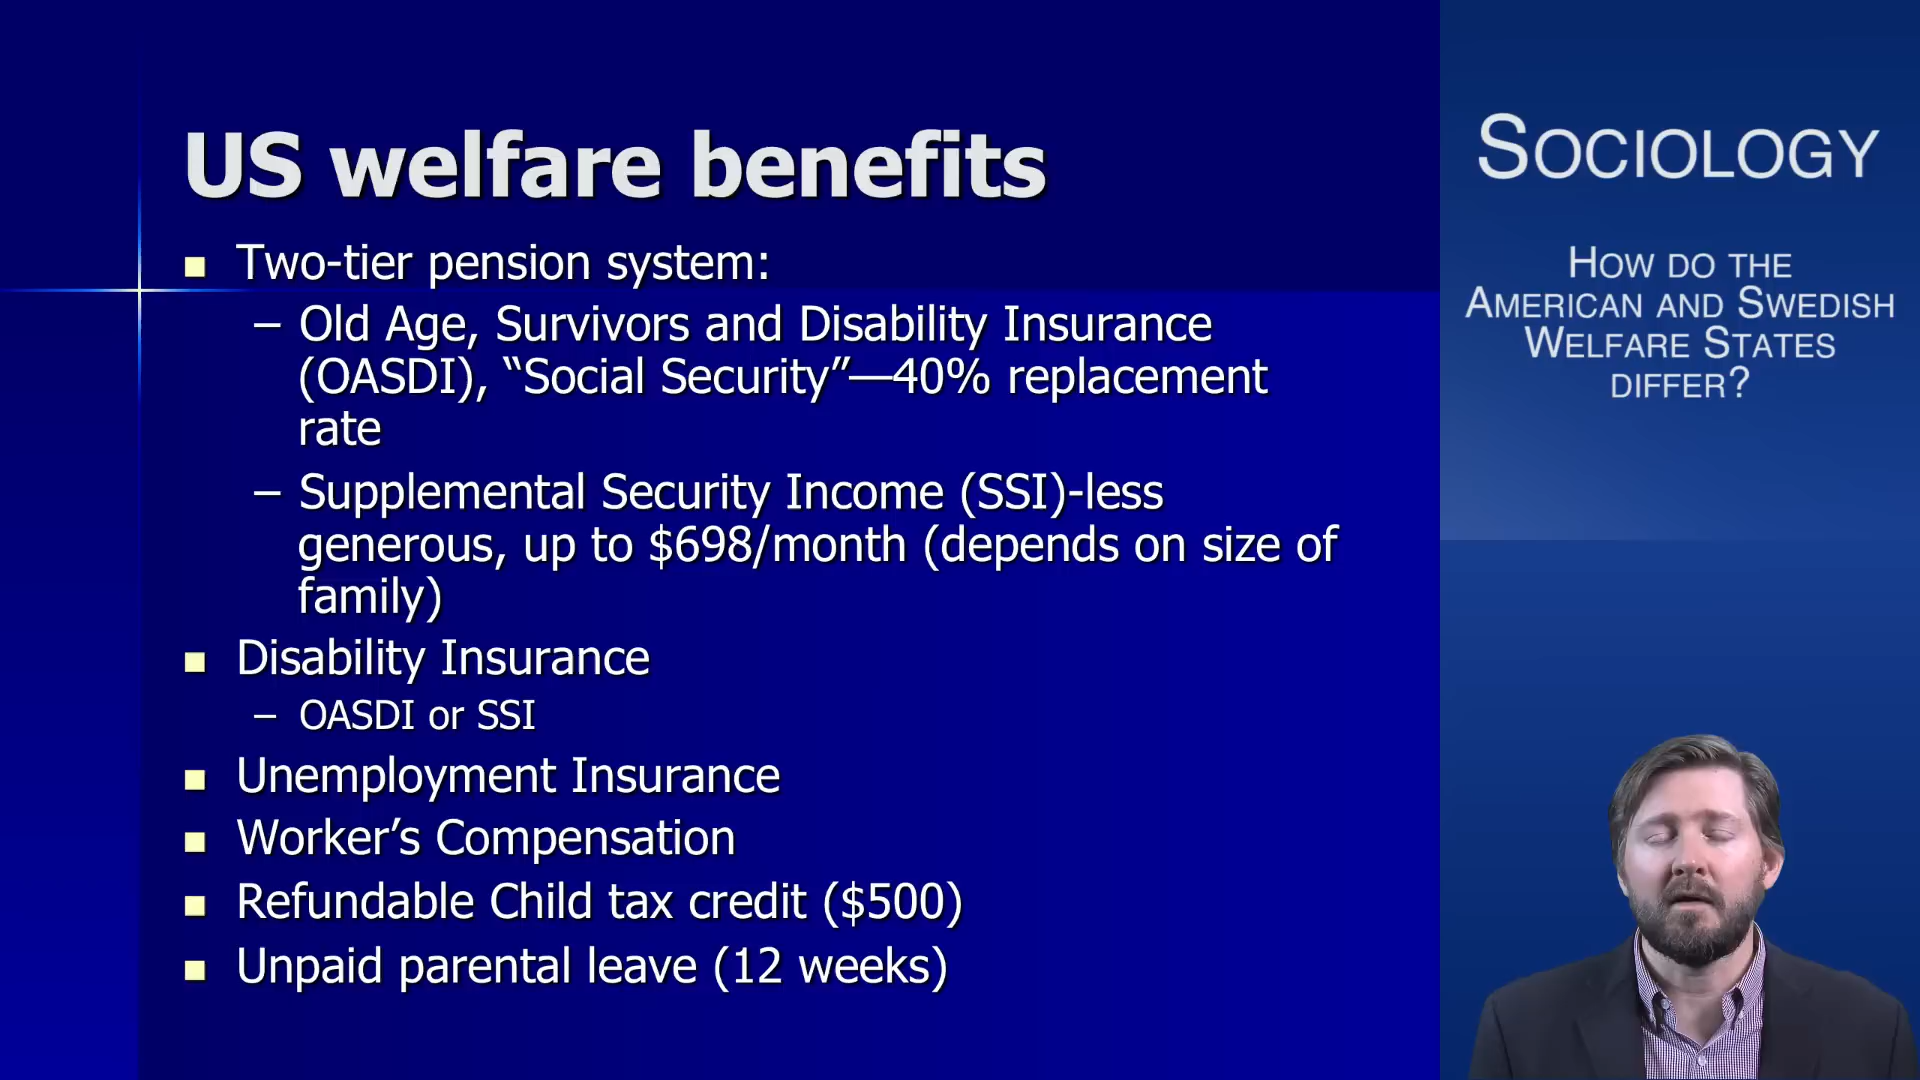 US welfare benefits
Two-tier pension system:
– Old Age, Survivors and Disability Insurance
(OASDI), “Social Security”—40% replacement
rate
– Supplemental Security Income (SSI)-less
generous, up to $698/month (depends on size of
family)
Disability Insurance
– OASDI or SSI
Unemployment Insurance
Worker’s Compensation
Refundable Child tax credit ($500)
Unpaid parental leave (12 weeks)
SOCIOLOGY
HOW DO THE
AMERICAN AND SWEDISH
WELFARE STATES
DIFFER?